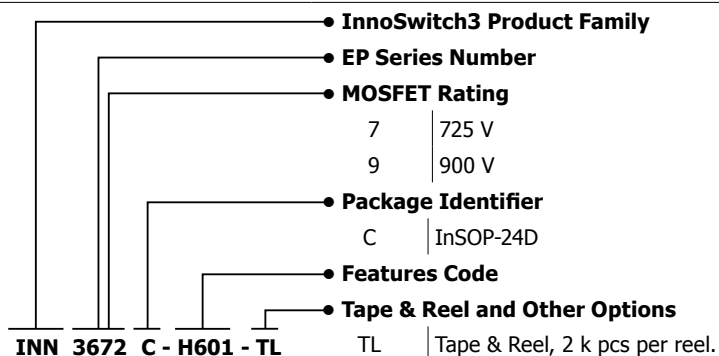 InnoSwitch3 Product Family
EP Series Number
MOSFET Rating
7 725 V
9 900 V
Package Identifier
C InSOP-24D
Features Code
Tape & Reel and Other Options
INN 3672 C - H601 - TL TL Tape & Reel, 2 k pcs per reel.